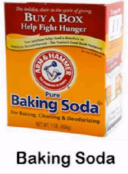 BUY A BOX
Help Fight Hunger
ARM & HAMMER
Pure
Baking Soda
For Baking, Cleaning & Deodorizing
Baking Soda